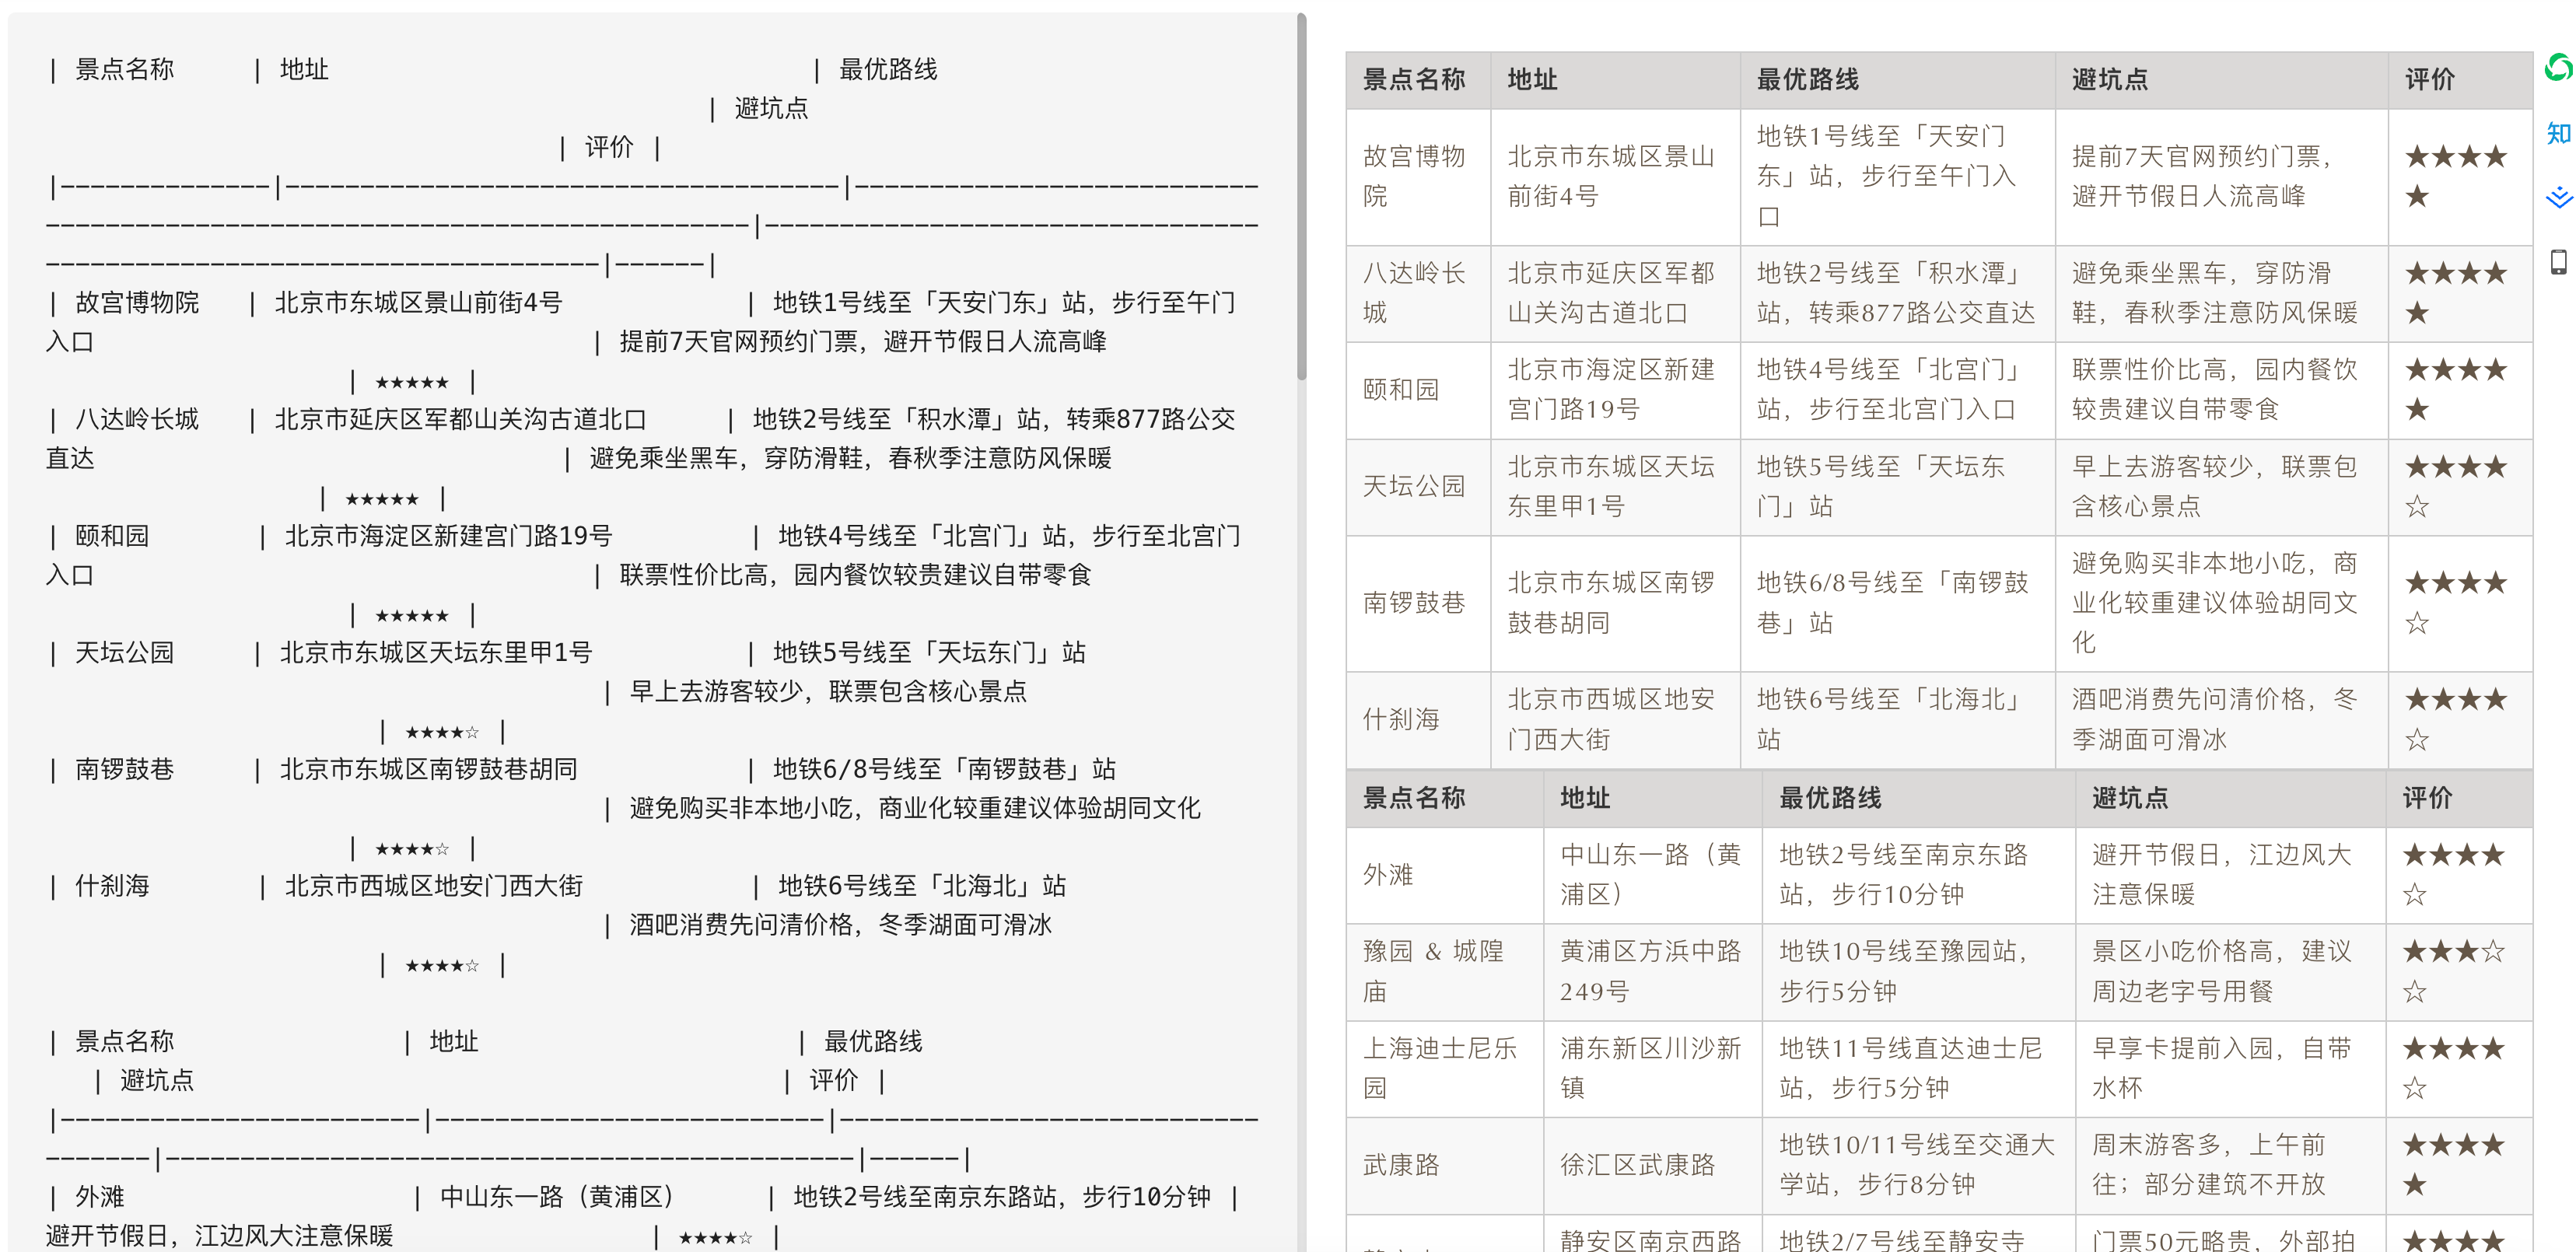 | 景点名称 | 地址 | 最优路线
| 避坑点
| 评价 |
|--------------|-------------------------------------|---------------------------
-----------------------------------------------|---------------------------------
-------------------------------------|------|
| 故宫博物院 | 北京市东城区景山前街4号 | 地铁1号线至「天安门东」站，步行至午门
入口 | 提前7天官网预约门票，避开节假日人流高峰
| ★★★★★ |
| 八达岭长城 | 北京市延庆区军都山关沟古道北口 | 地铁2号线至「积水潭」站，转乘877路公交
直达 | 避免乘坐黑车，穿防滑鞋，春秋季注意防风保暖
| ★★★★★ |
| 颐和园 | 北京市海淀区新建宫门路19号 | 地铁4号线至「北宫门」站，步行至北宫门
入口 | 联票性价比高，园内餐饮较贵建议自带零食
| ★★★★★ |
| 天坛公园 | 北京市东城区天坛东里甲1号 | 地铁5号线至「天坛东门」站
| 早上去游客较少，联票包含核心景点
| ★★★★☆ |
| 南锣鼓巷 | 北京市东城区南锣鼓巷胡同 | 地铁6/8号线至「南锣鼓巷」站
| 避免购买非本地小吃，商业化较重建议体验胡同文化
| ★★★★☆ |
| 什刹海 | 北京市西城区地安门西大街 | 地铁6号线至「北海北」站
| 酒吧消费先问清价格，冬季湖面可滑冰
| ★★★★☆ |
| 景点名称 | 地址 | 最优路线
| 避坑点 | 评价 |
|------------------------|--------------------------|----------------------------
-------|----------------------------------------------|------|
| 外滩 | 中山东一路（黄浦区） | 地铁2号线至南京东路站，步行10分钟 |
避开节假日，江边风大注意保暖 | ★★★★☆ |
景点名称 地址 最优路线 避坑点 评价
故宫博物
院
北京市东城区景山
前街4号
地铁1号线至「天安门
东」站，步行至午门入
口
提前7天官网预约门票，
避开节假日人流高峰
★★★★
★
八达岭长
城
北京市延庆区军都
山关沟古道北口
地铁2号线至「积水潭」
站，转乘877路公交直达
避免乘坐黑车，穿防滑
鞋，春秋季注意防风保暖
★★★★
★
颐和园
北京市海淀区新建
宫门路19号
地铁4号线至「北宫门」
站，步行至北宫门入口
联票性价比高，园内餐饮
较贵建议自带零食
★★★★
★
天坛公园
北京市东城区天坛
东里甲1号
地铁5号线至「天坛东
门」站
早上去游客较少，联票包
含核心景点
★★★★
☆
南锣鼓巷
北京市东城区南锣
鼓巷胡同
地铁6/8号线至「南锣鼓
巷」站
避免购买非本地小吃，商
业化较重建议体验胡同文
化
★★★★
☆
什刹海
北京市西城区地安
门西大街
地铁6号线至「北海北」
站
酒吧消费先问清价格，冬
季湖面可滑冰
★★★★
☆
景点名称 地址 最优路线 避坑点 评价
外滩
中山东一路（黄
浦区）
地铁2号线至南京东路
站，步行10分钟
避开节假日，江边风大
注意保暖
★★★★
☆
豫园 & 城隍
庙
黄浦区方浜中路
249号
地铁10号线至豫园站，
步行5分钟
景区小吃价格高，建议
周边老字号用餐
★★★☆
☆
上海迪士尼乐
园
浦东新区川沙新
镇
地铁11号线直达迪士尼
站，步行5分钟
早享卡提前入园，自带
水杯
★★★★
☆
武康路
徐汇区武康路
地铁10/11号线至交通大
学站，步行8分钟
周末游客多，上午前
往；部分建筑不开放
★★★★
★
静安区南京西路
地铁2/7号线至静安寺
门票50元略贵，外部拍
★★★★
知